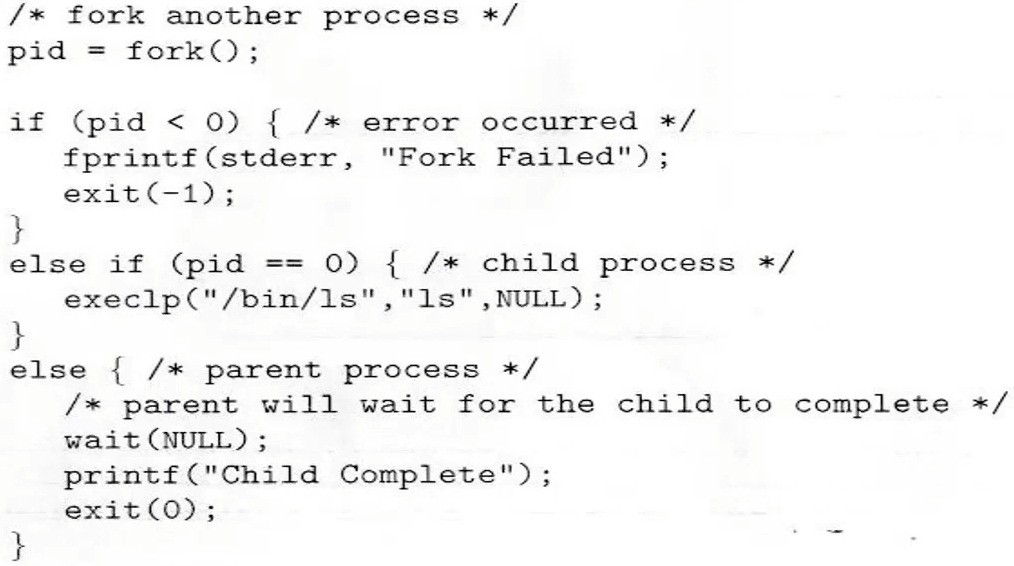 /* fork another process */
pid = fork();
if (pid < 0) { /* error occurred */
fprintf(stderr, "Fork Failed");
exit(-1);
}
else if (pid == 0) { /* child process */
execlp("/bin/ls","ls",NULL);
}
else { /* parent process */
/* parent will wait for the child to complete */
wait(NULL);
printf("Child Complete");
exit(0);
}